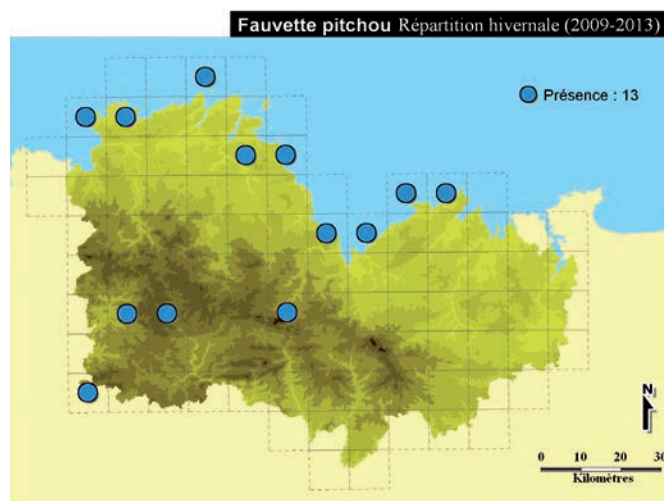 Fauvette pitchou Répartition hivernale (2009-2013)
Présence : 13
N
0 10 20 30
Kilomètres